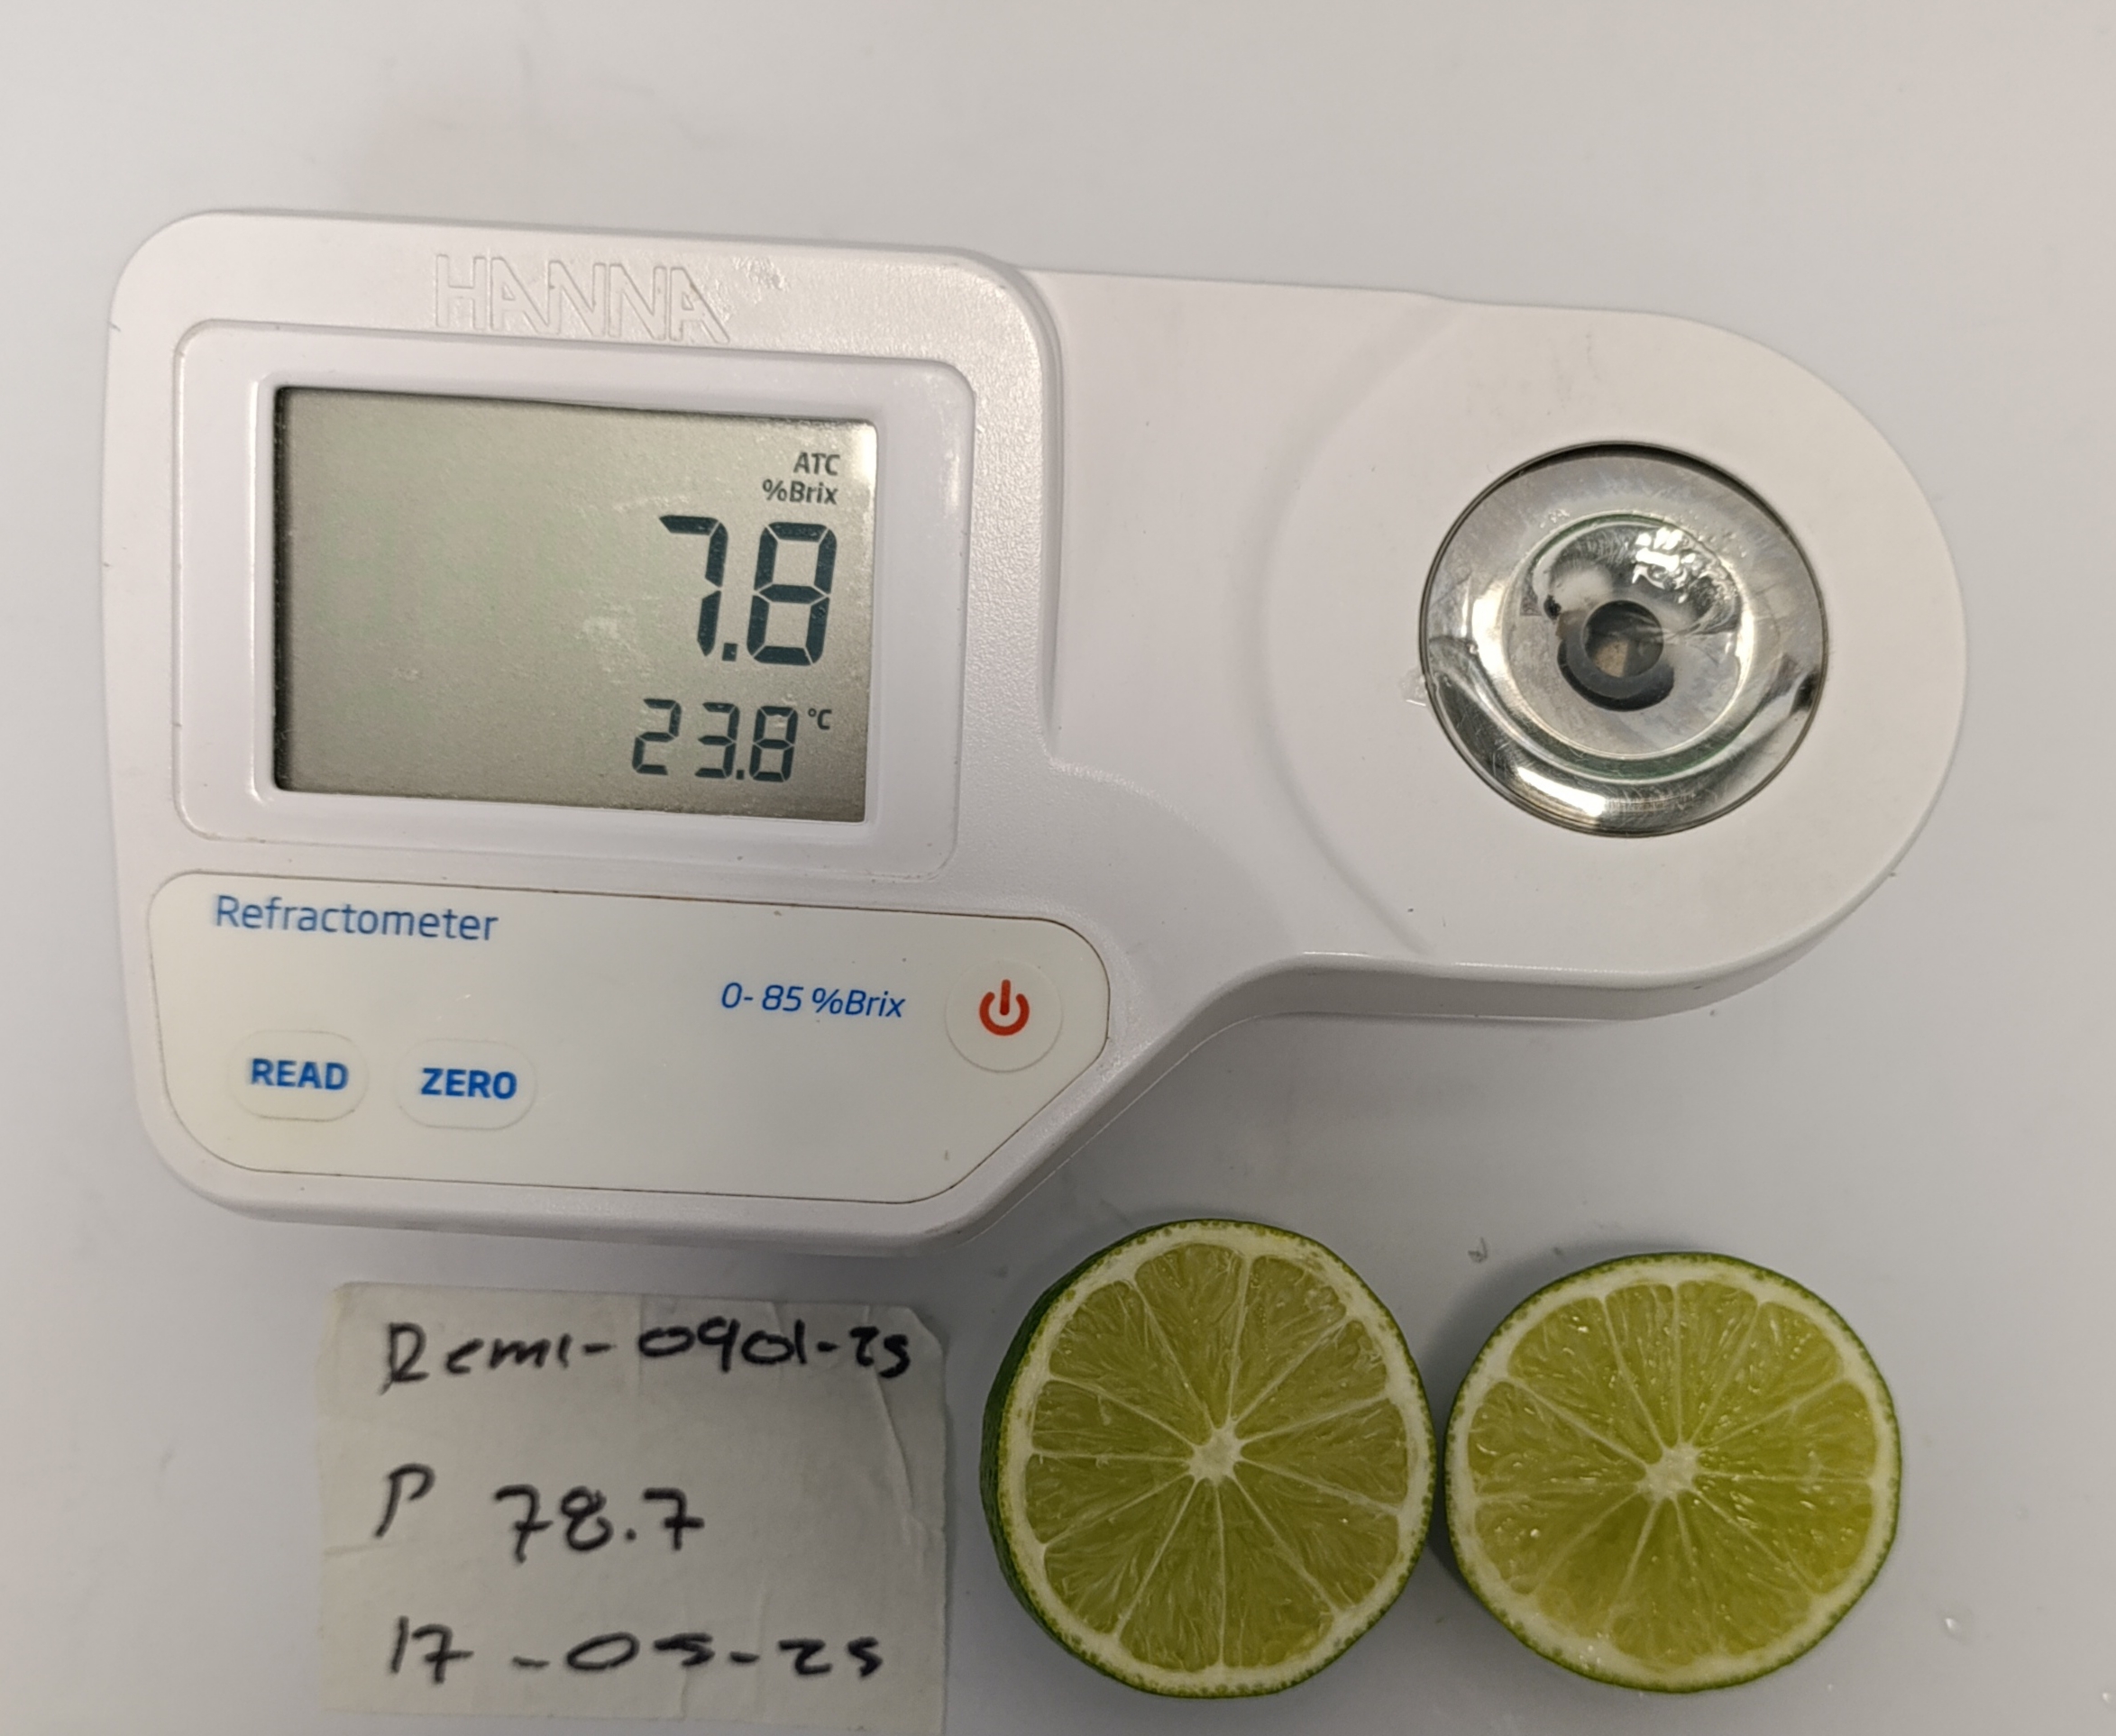 HANNA
ATC
%Brix
7.8
23.8 °C
Refractometer
0-85 %Brix
READ ZERO
Remi-0901-25
P 78.7
17-05-25